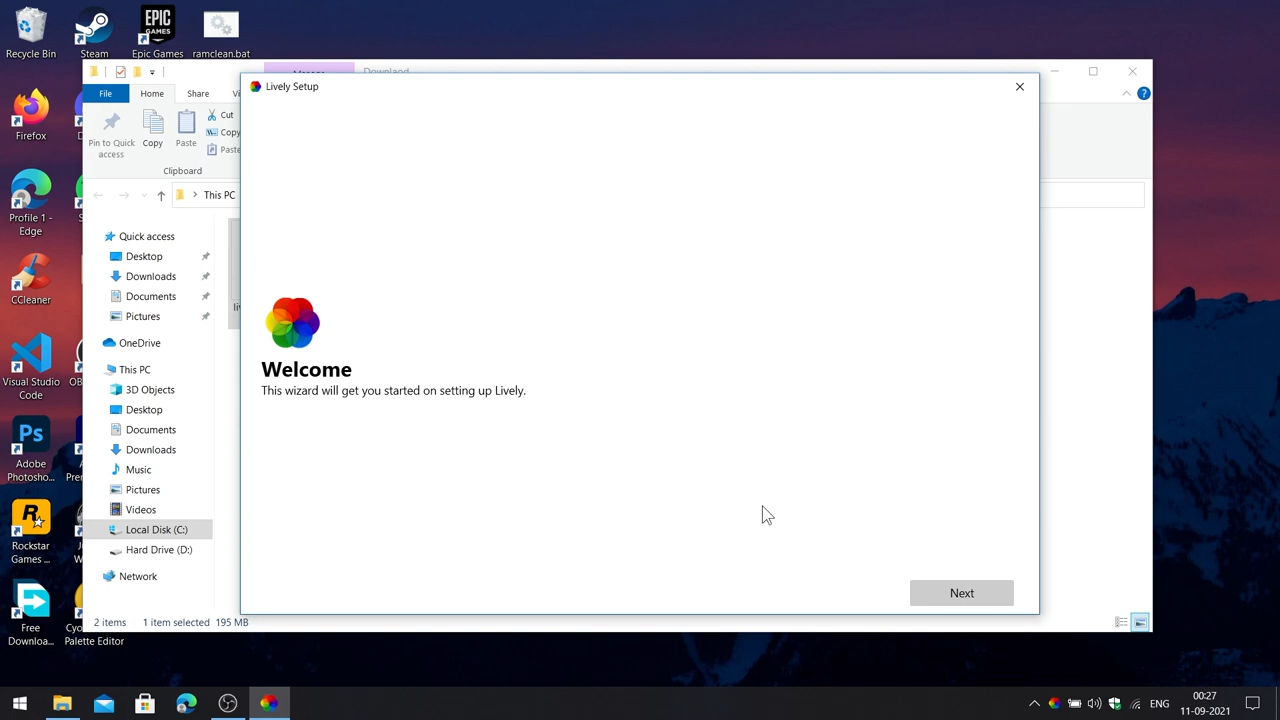 Recycle Bin
Steam
EPIC
GAMES
Epic Games
ramclean.bat
Firefox
Profile 1 -
Edge
CCleaner
Visual Studio
Code
Ps
Adobe
Photosho...
R
Rockstar
Games ...
Free
Downloa...
Palette Editor
File
Home
Share
Pin to Quick
access
Copy
Paste
Cut
Copy
Paste
Clipboard
This PC
Quick access
Desktop
Downloads
Documents
Pictures
OneDrive
This PC
3D Objects
Desktop
Documents
Downloads
Music
Pictures
Videos
Local Disk (C:)
Hard Drive (D:)
Network
2 items
1 item selected 195 MB
Lively Setup
Welcome
This wizard will get you started on setting up Lively.
Next
ENG
00:27
11-09-2021